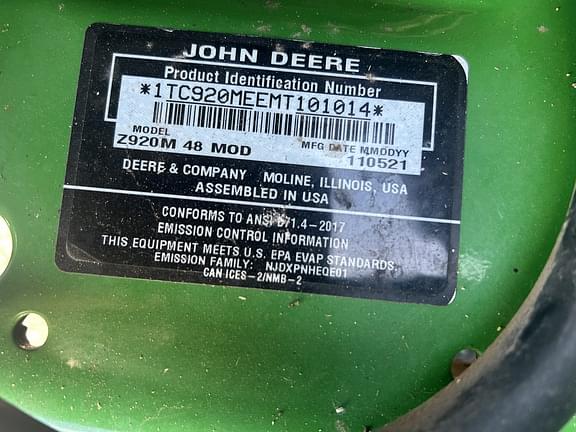 JOHN DEERE
Product Identification Number
*1TC920MEEMT101014*
MODEL MFG DATE MMDDYY
Z920M 48 MOD 110521
DEERE & COMPANY MOLINE, ILLINOIS, USA
ASSEMBLED IN USA
CONFORMS TO ANSI B71.4-2017
EMISSION CONTROL INFORMATION
THIS EQUIPMENT MEETS U.S. EPA EVAP STANDARDS
EMISSION FAMILY: NJDXPNHEQE01
CAN ICES-2/NMB-2